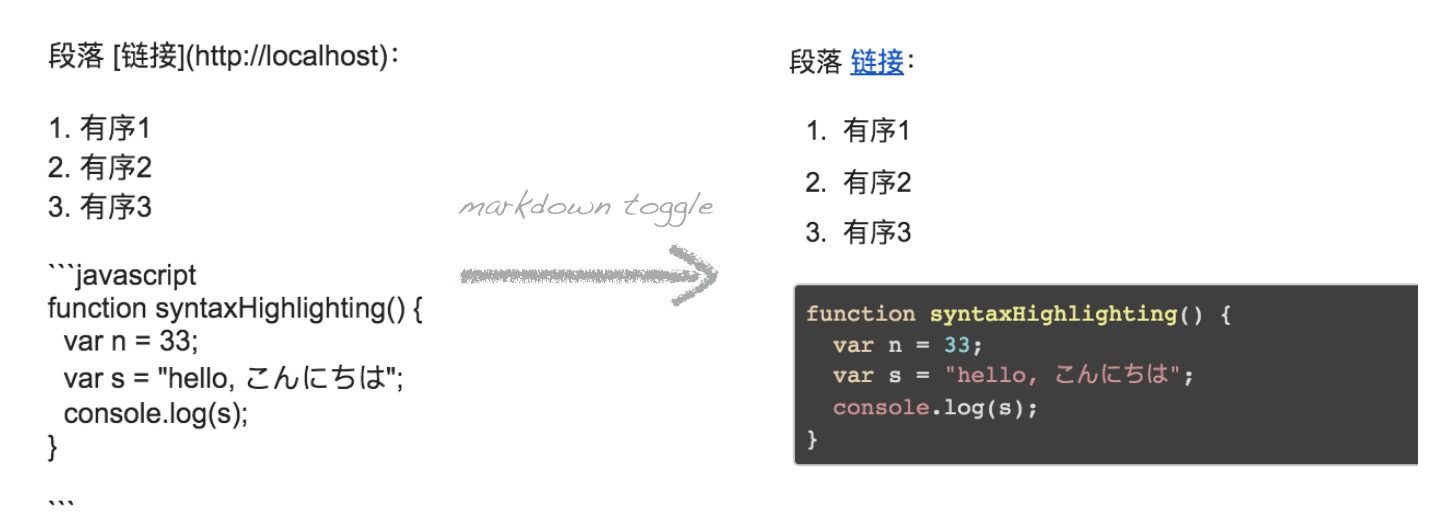 段落 [链接](http://localhost)：
1. 有序1
2. 有序2
3. 有序3
```javascript
function syntaxHighlighting() {
  var n = 33;
  var s = "hello, こんにちは";
  console.log(s);
}
```
markdown toggle
段落 链接：
1. 有序1
2. 有序2
3. 有序3
function syntaxHighlighting() {
  var n = 33;
  var s = "hello, こんにちは";
  console.log(s);
}